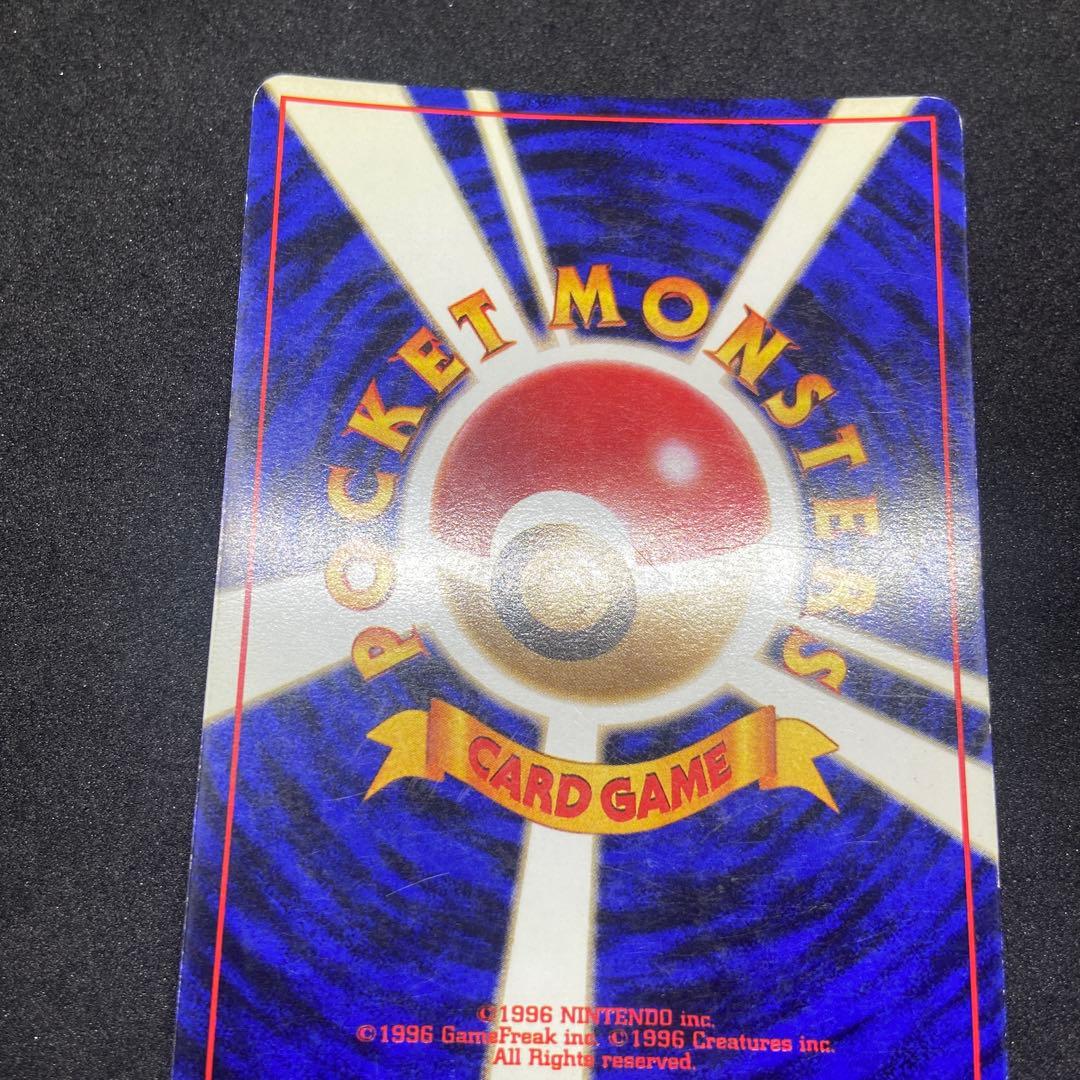 POCKET MONSTERS
CARD GAME
©1996 NINTENDO inc.
©1996 GameFreak inc. ©1996 Creatures inc.
All Rights reserved.